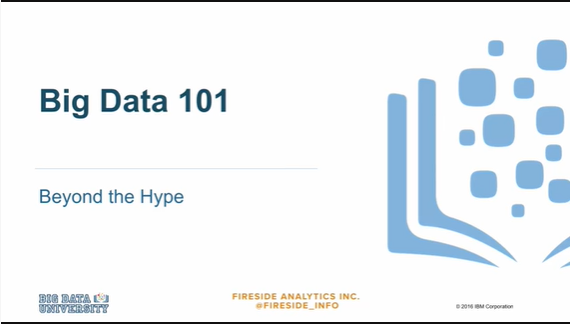 Big Data 101
Beyond the Hype
BIG DATA
UNIVERSITY
FIRESIDE ANALYTICS INC.
@FIRESIDE_INFO
© 2016 IBM Corporation